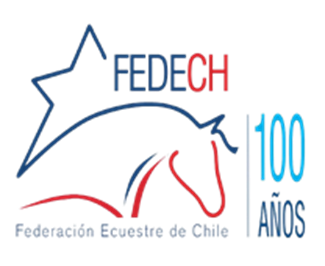 FEDECH
Federación Ecuestre de Chile
100
AÑOS